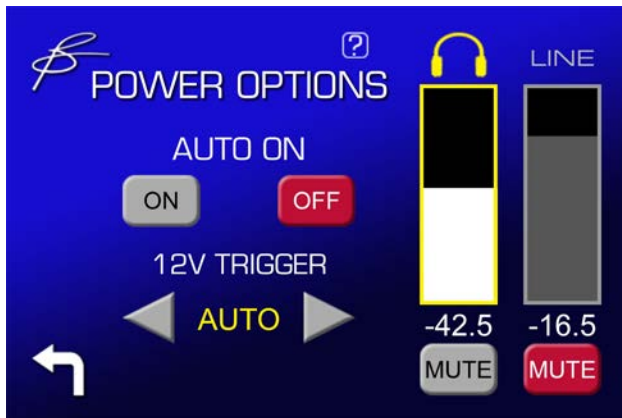 ?
POWER OPTIONS
LINE
AUTO ON
ON OFF
12V TRIGGER
AUTO
-42.5 -16.5
MUTE MUTE